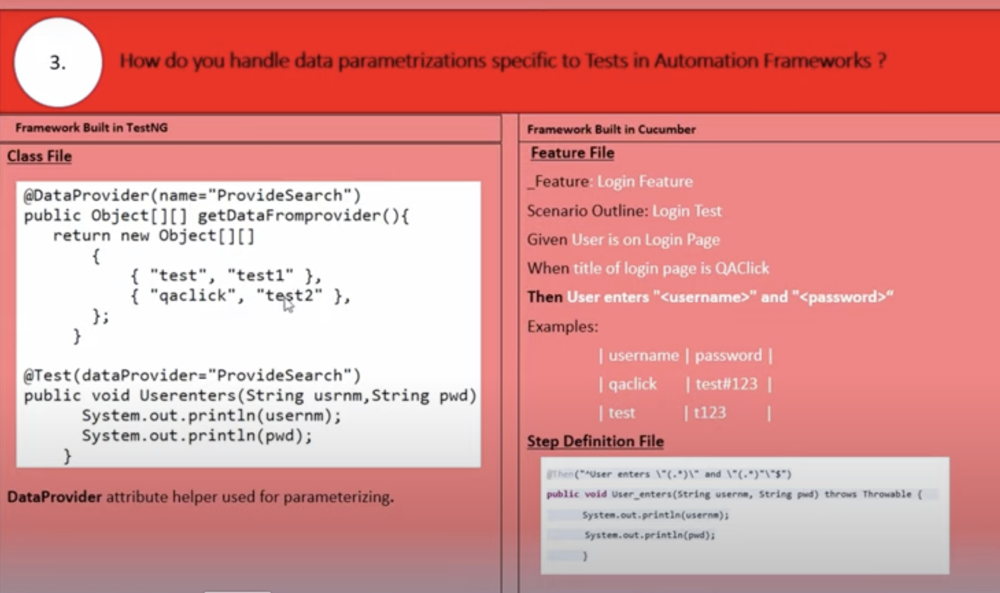 3.
How do you handle data parametrizations specific to Tests in Automation Frameworks ?
Framework Built in TestNG
Class File
@DataProvider(name="ProvideSearch")
public Object[][] getDataFromprovider(){
return new Object[][]
{
{ "test", "test1" },
{ "qaclick", "test2" },
};
}
@Test(dataProvider="ProvideSearch")
public void Userenters(String usrnm,String pwd)
System.out.println(usernm);
System.out.println(pwd);
}
DataProvider attribute helper used for parameterizing.
Framework Built in Cucumber
Feature File
_Feature: Login Feature
Scenario Outline: Login Test
Given User is on Login Page
When title of login page is QAClick
Then User enters "<username>" and "<password>“
Examples:
| username | password |
| qaclick | test#123 |
| test | t123 |
Step Definition File
@Then("^User enters \"(.*)\" and \"(.*)"\"$")
public void User_enters(String usernm, String pwd) throws Throwable {
System.out.println(usernm);
System.out.println(pwd);
}